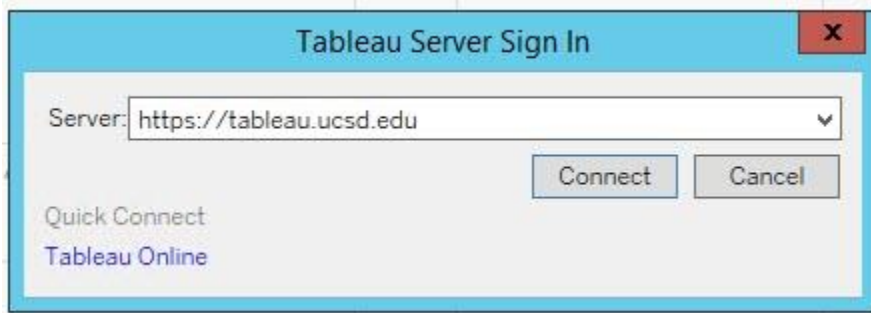 Tableau Server Sign In
x
Server: https://tableau.ucsd.edu
Connect Cancel
Quick Connect
Tableau Online